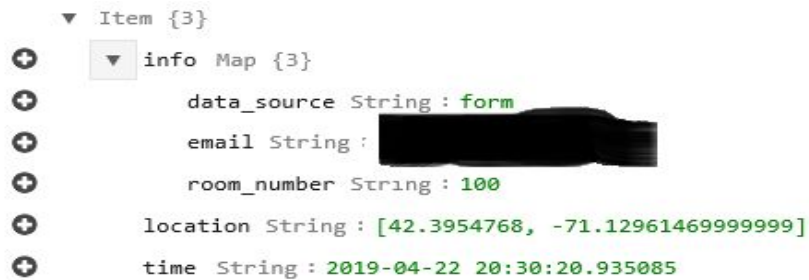 Item {3}
info Map {3}
data_source String : form
email String :
room_number String : 100
location String : [42.3954768, -71.12961469999999]
time String : 2019-04-22 20:30:20.935085